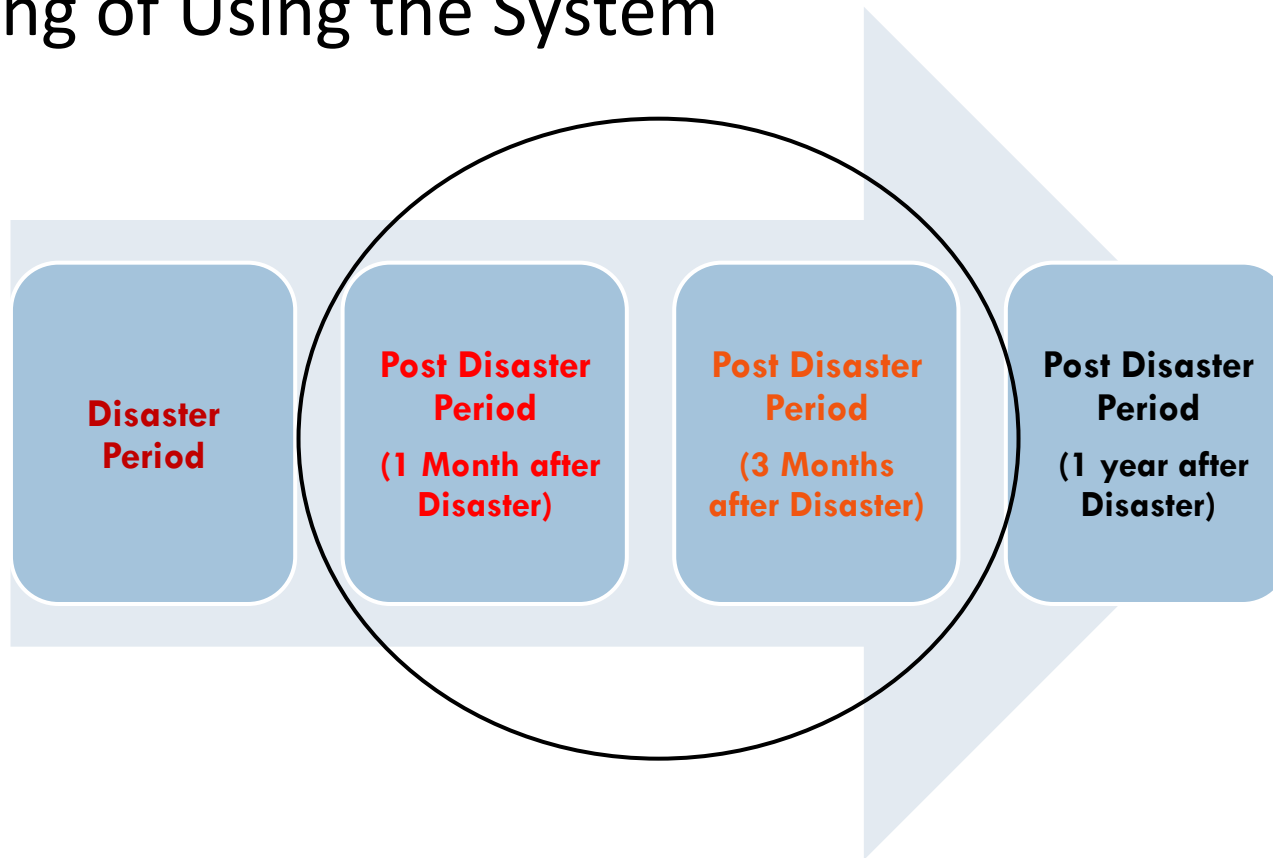 ng of Using the System
Disaster
Period
Post Disaster
Period
(1 Month after
Disaster)
Post Disaster
Period
(3 Months
after Disaster)
Post Disaster
Period
(1 year after
Disaster)